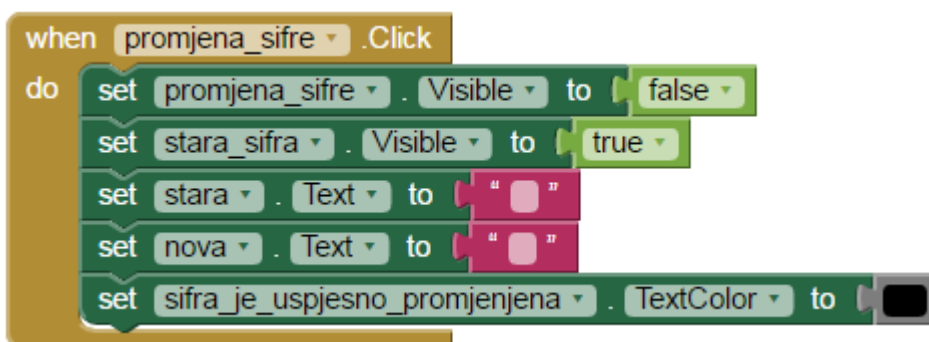 when promjena_sifre .Click
do set promjena_sifre . Visible to false
set stara_sifra . Visible to true
set stara . Text to “ ”
set nova . Text to “ ”
set sifra_je_uspjesno_promjenjena . TextColor to